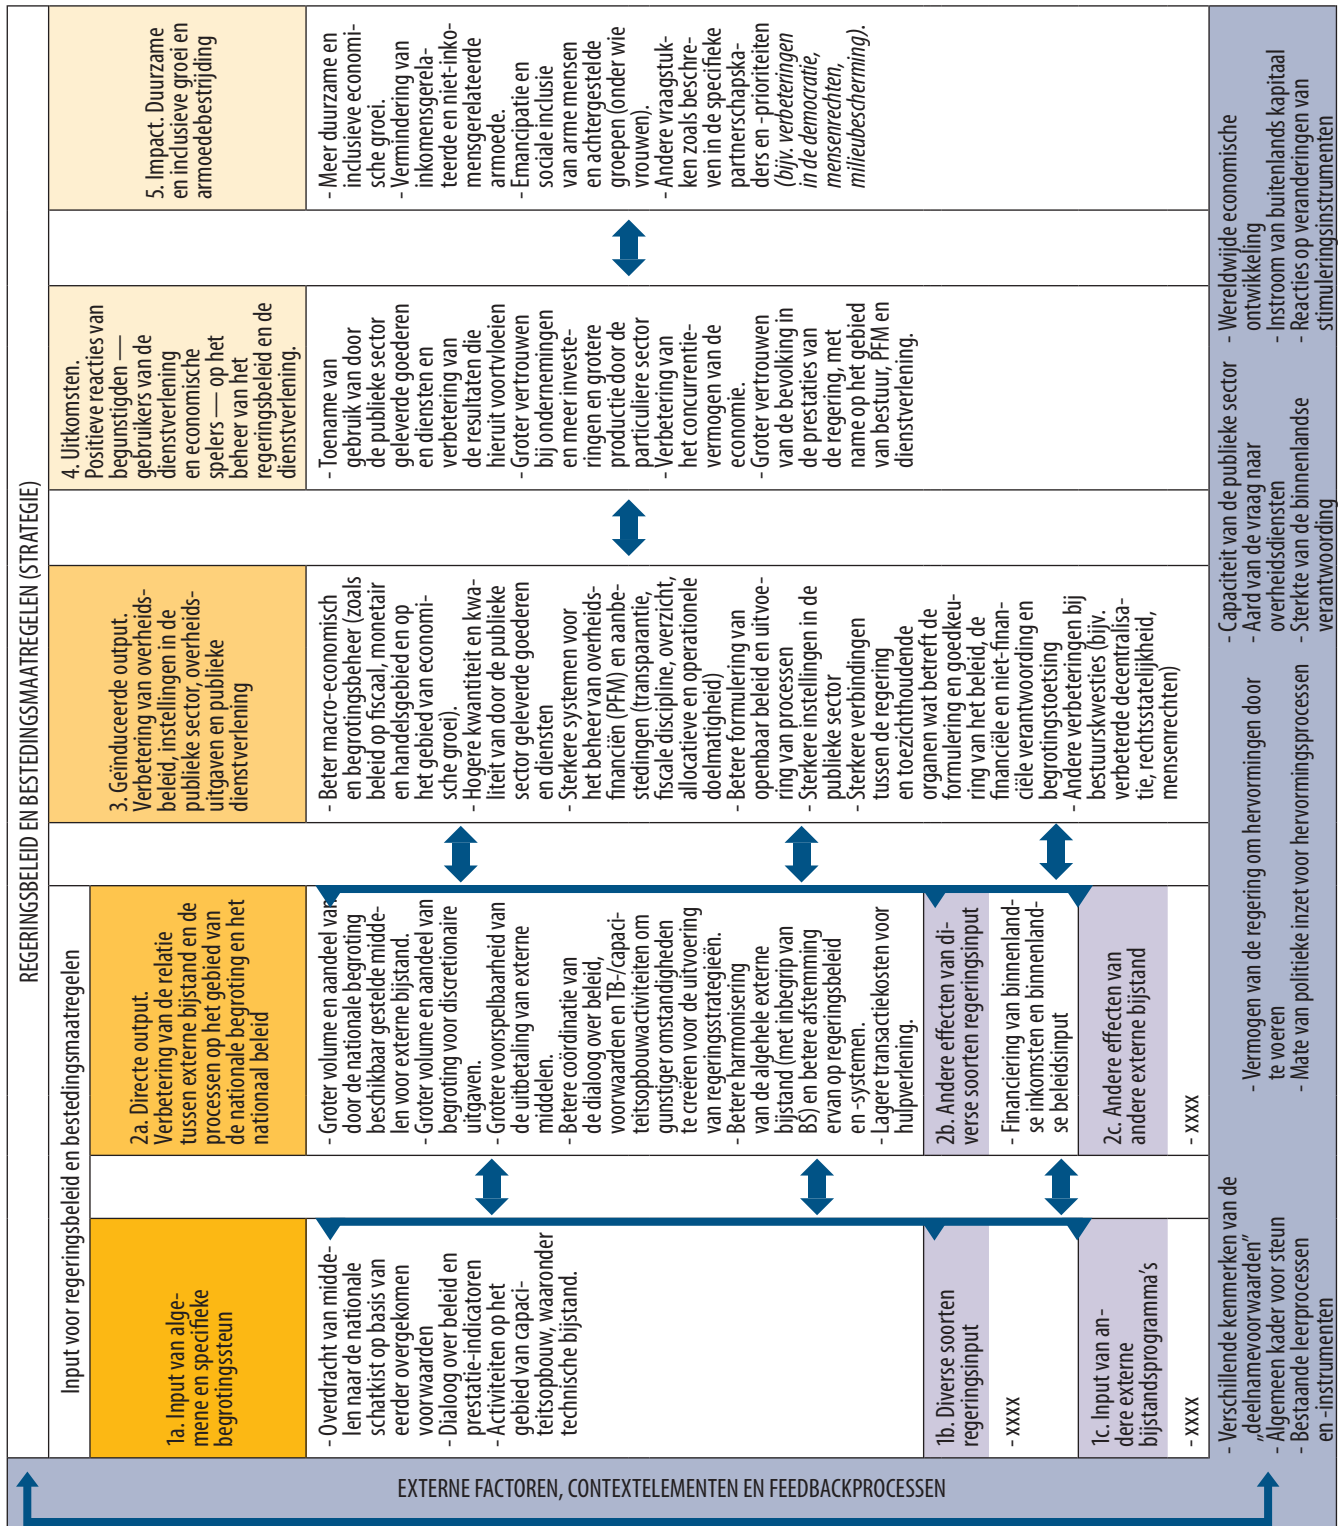 REGERINGSBELEID EN BESTEDINGSMAATREGELEN (STRATEGIE)
Input voor regeringsbeleid en bestedingsmaatregelen
1a. Input van alge-
mene en specifieke
begrotingssteun
- Overdracht van midde-
len naar de nationale
schatkist op basis van
eerder overgekomen
voorwaarden
- Dialoog over beleid en
prestatie-indicatoren
- Activiteiten op het
gebied van capaci-
teitsopbouw, waaronder
technische bijstand.
1b. Diverse soorten
regeringsinput
- xxxx
1c. Input van an-
dere externe
bijstandsprogramma's
- xxxx
2a. Directe output.
Verbetering van de relatie
tussen externe bijstand en de
processen op het gebied van
de nationale begroting en het
nationaal beleid
- Groter volume en aandeel van
door de nationale begroting
beschikbaar gestelde midde-
len voor externe bijstand.
- Groter volume en aandeel van
begroting voor discretionaire
uitgaven.
- Grotere voorspelbaarheid van
de uitbetaling van externe
middelen.
- Betere coördinatie van
de dialoog over beleid,
voorwaarden en TB-/capaci-
teitsopbouwactiviteiten om
gunstiger omstandigheden
te creëren voor de uitvoering
van regeringsstrategieën.
- Betere harmonisering
van de algehele externe
bijstand (met inbegrip van
BS) en betere afstemming
ervan op regeringsbeleid
en -systemen.
- Lagere transactiekosten voor
hulpverlening.
2b. Andere effecten van di-
verse soorten regeringsinput
- Financiering van binnenland-
se inkomsten en binnenland-
se beleidsinput
2c. Andere effecten van
andere externe bijstand
- xxxx
3. Geïnduceerde output.
Verbetering van overheids-
beleid, instellingen in de
publieke sector, overheids-
uitgaven en publieke
dienstverlening
- Beter macro-economisch
en begrotingsbeheer (zoals
beleid op fiscaal, monetair
en handelsgebied en op
het gebied van economi-
sche groei).
- Hogere kwantiteit en kwa-
liteit van door de publieke
sector geleverde goederen
en diensten
- Sterkere systemen voor
het beheer van overheids-
financiën (PFM) en aanbe-
stedingen (transparantie,
fiscale discipline, overzicht,
allocatieve en operationele
doelmatigheid)
- Betere formulering van
openbaar beleid en uitvoe-
ring van processen
- Sterkere instellingen in de
publieke sector
- Sterkere verbindingen
tussen de regering
en toezichthoudende
organen wat betreft de
formulering en goedkeu-
ring van het beleid, de
financiële en niet-finan-
ciële verantwoording en
begrotingstoetsing
- Andere verbeteringen bij
bestuurskwesties (bijv.
verbeterde decentralisa-
tie, rechtsstatelijkheid,
mensenrechten)
4. Uitkomsten.
Positieve reacties van
begunstigden —
gebruikers van de
dienstverlening
en economische
spelers — op het
beheer van het
regeringsbeleid en de
dienstverlening.
- Toename van
gebruik van door
de publieke sector
geleverde goederen
en diensten en
verbetering van
de resultaten die
hieruit voortvloeien
- Groter vertrouwen
bij ondernemingen
en meer investe-
ringen en grotere
productie door de
particuliere sector
- Verbetering van
het concurrentie-
vermogen van de
economie.
- Groter vertrouwen
van de bevolking in
de prestaties van
de regering, met
name op het gebied
van bestuur, PFM en
dienstverlening.
5. Impact. Duurzame
en inclusieve groei en
armoedebestrijding
- Meer duurzame en
inclusieve economi-
sche groei.
- Vermindering van
inkomensgerela-
teerde en niet-inko-
mensgerelateerde
armoede.
- Emancipatie en
sociale inclusie
van arme mensen
en achtergestelde
groepen (onder wie
vrouwen).
- Andere vraagstuk-
ken zoals beschre-
ven in de specifieke
partnerschapska-
ders en -prioriteiten
(bijv. verbeteringen
in de democratie,
mensenrechten,
milieubescherming).
EXTERNE FACTOREN, CONTEXTELEMENTEN EN FEEDBACKPROCESSEN
- Verschillende kenmerken van de
„deelnamevoorwaarden"
- Algemeen kader voor steun
- Bestaande leerprocessen
en -instrumenten
- Vermogen van de regering om hervormingen door
te voeren
- Mate van politieke inzet voor hervormingsprocessen
- Capaciteit van de publieke sector
- Aard van de vraag naar
overheidsdiensten
- Sterkte van de binnenlandse
verantwoording
- Wereldwijde economische
ontwikkeling
- Instroom van buitenlands kapitaal
- Reacties op veranderingen van
stimuleringsinstrumenten